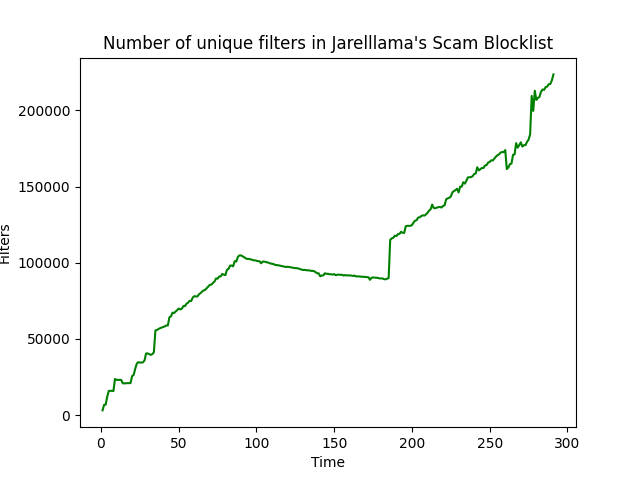 Number of unique filters in Jarelllama's Scam Blocklist
200000
150000
100000
50000
0
Filters
0 50 100 150 200 250 300
Time